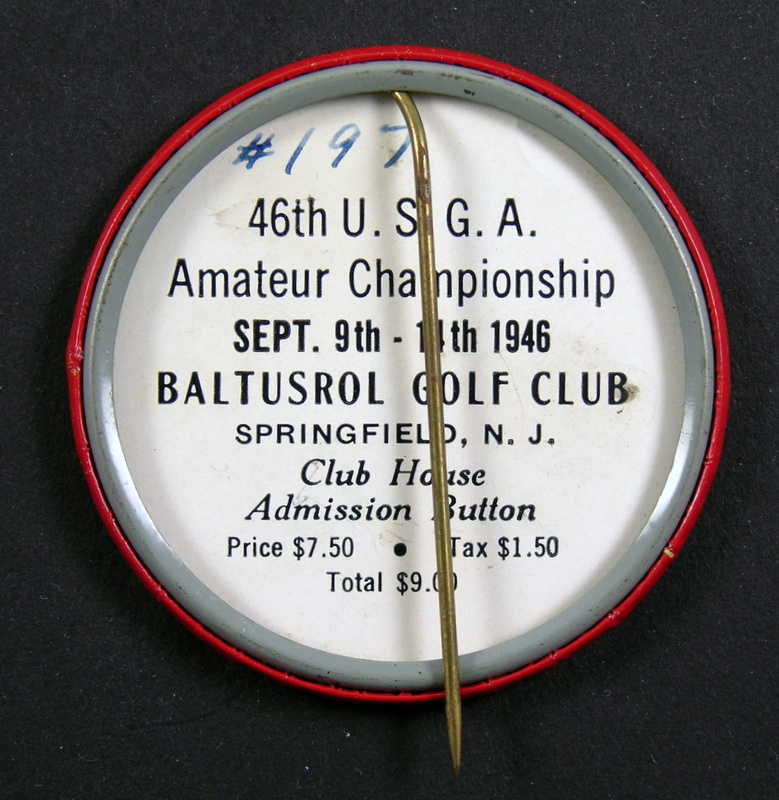 #197
46th U. S. G. A.
Amateur Championship
SEPT. 9th - 14th 1946
BALTUSROL GOLF CLUB
SPRINGFIELD, N. J.
Club House
Admission Button
Price $7.50 • Tax $1.50
Total $9.00